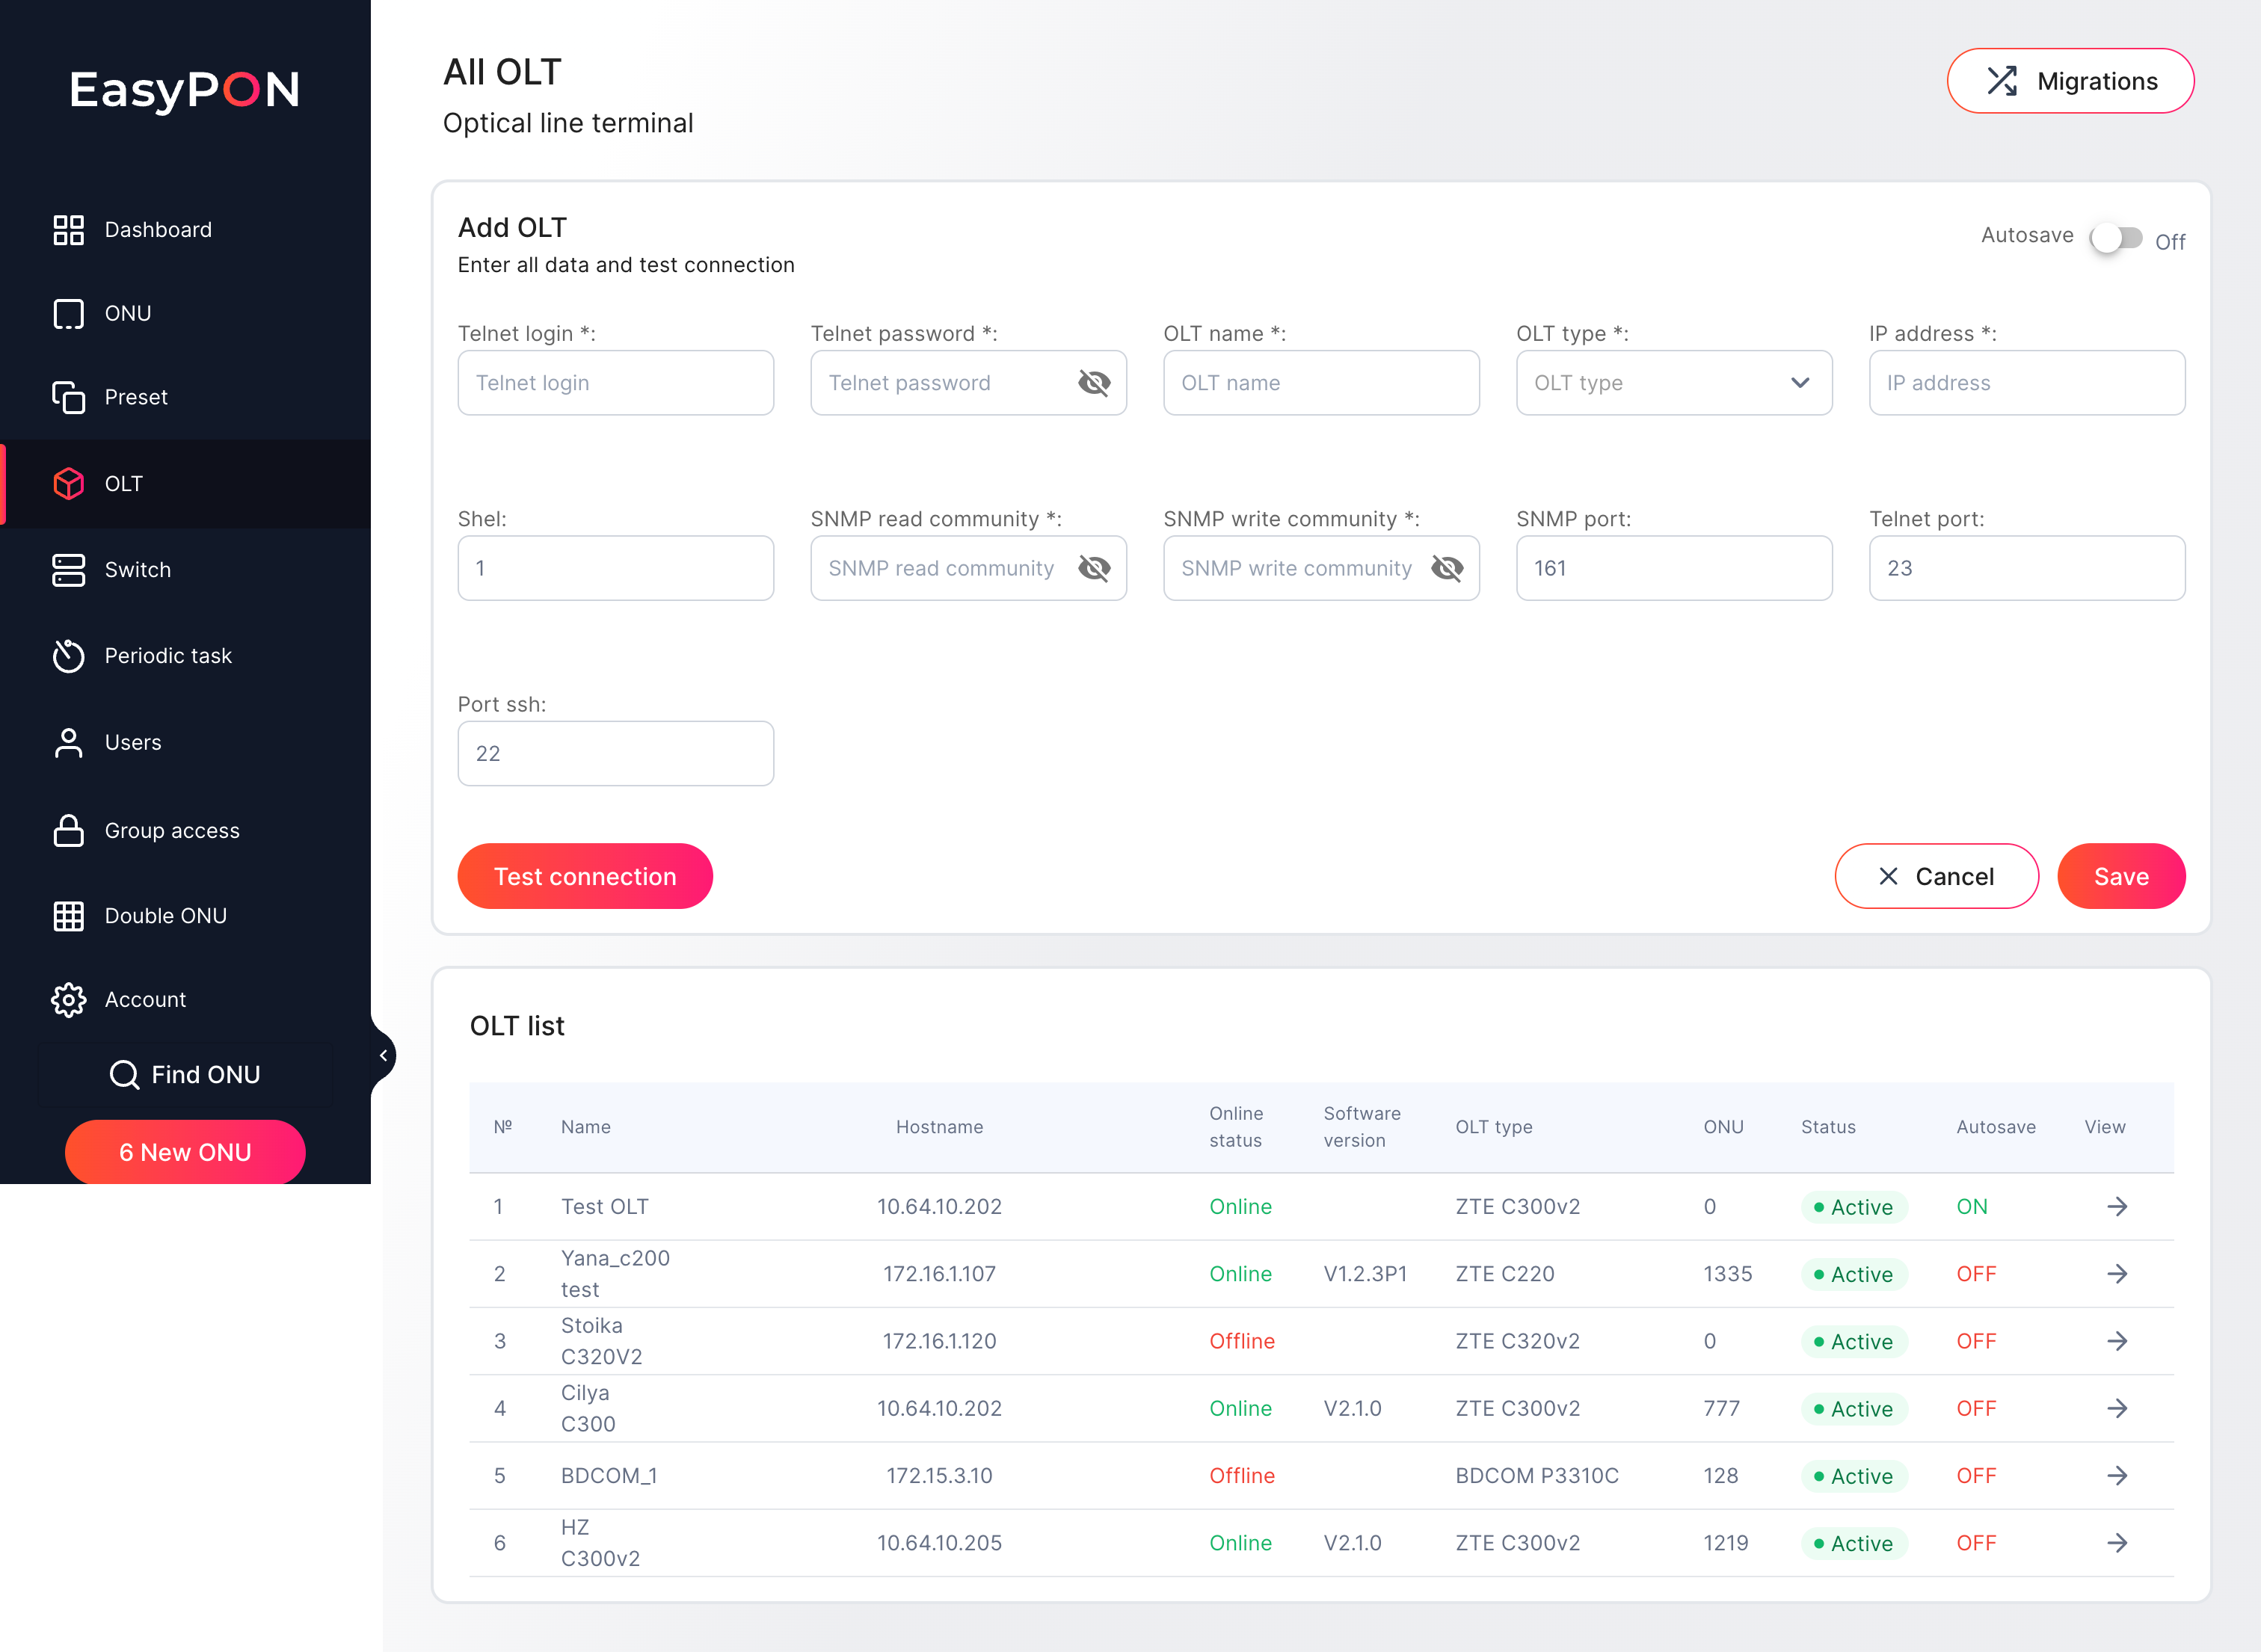 EasyPON
Dashboard
ONU
Preset
OLT
Switch
Periodic task
Users
Group access
Double ONU
Account
Find ONU
6 New ONU
All OLT
Optical line terminal
Migrations
Add OLT
Enter all data and test connection
Autosave Off
Telnet login *: Telnet password *: OLT name *: OLT type *: IP address *:
Telnet login Telnet password OLT name OLT type IP address
Shel: SNMP read community *: SNMP write community *: SNMP port: Telnet port:
1 SNMP read community SNMP write community 161 23
Port ssh:
22
Test connection Cancel Save
OLT list
№ Name Hostname Online status Software version OLT type ONU Status Autosave View
1 Test OLT 10.64.10.202 Online ZTE C300v2 0 Active ON
2 Yana_c200 test 172.16.1.107 Online V1.2.3P1 ZTE C220 1335 Active OFF
3 Stoika C320V2 172.16.1.120 Offline ZTE C320v2 0 Active OFF
4 Cilya C300 10.64.10.202 Online V2.1.0 ZTE C300v2 777 Active OFF
5 BDCOM_1 172.15.3.10 Offline BDCOM P3310C 128 Active OFF
6 HZ C300v2 10.64.10.205 Online V2.1.0 ZTE C300v2 1219 Active OFF